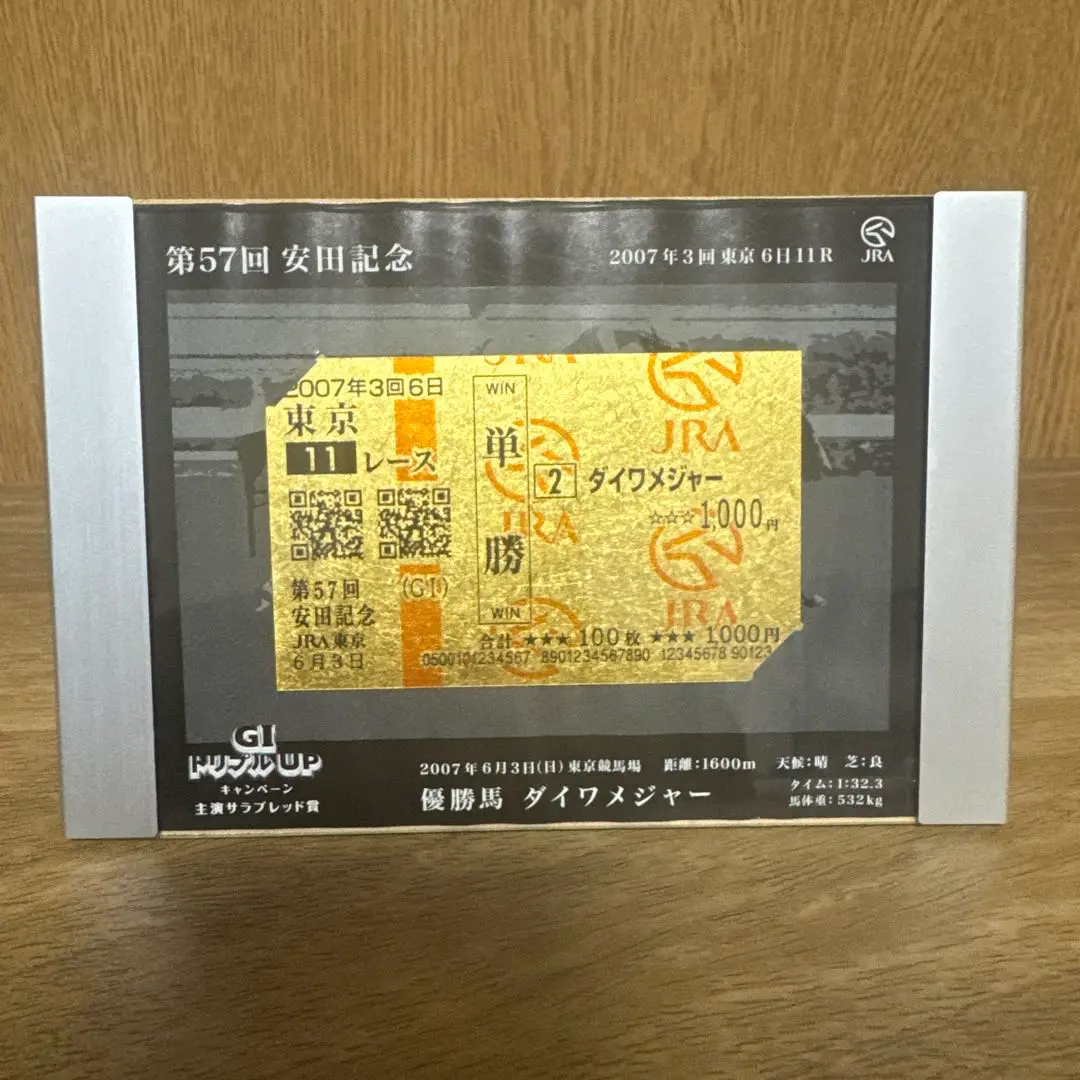 第57回 安田記念
2007年3回東京6日11R
JRA
2007年3回6日
東京
11 レース
第57回 (GI)
安田記念
JRA東京
6月3日
WIN
単勝
WIN
JRA
JRA
JRA
JRA
2 ダイワメジャー
☆☆☆1,000円
合計 ★★★100枚 ★★★1000円
0500101234567 8901234567890 12345678 90123
GI
トリプルUP
キャンペーン
主演サラブレッド賞
2007年6月3日(日)東京競馬場 距離:1600m 天候:晴 芝:良
優勝馬 ダイワメジャー
タイム:1:32.3
馬体重:532kg